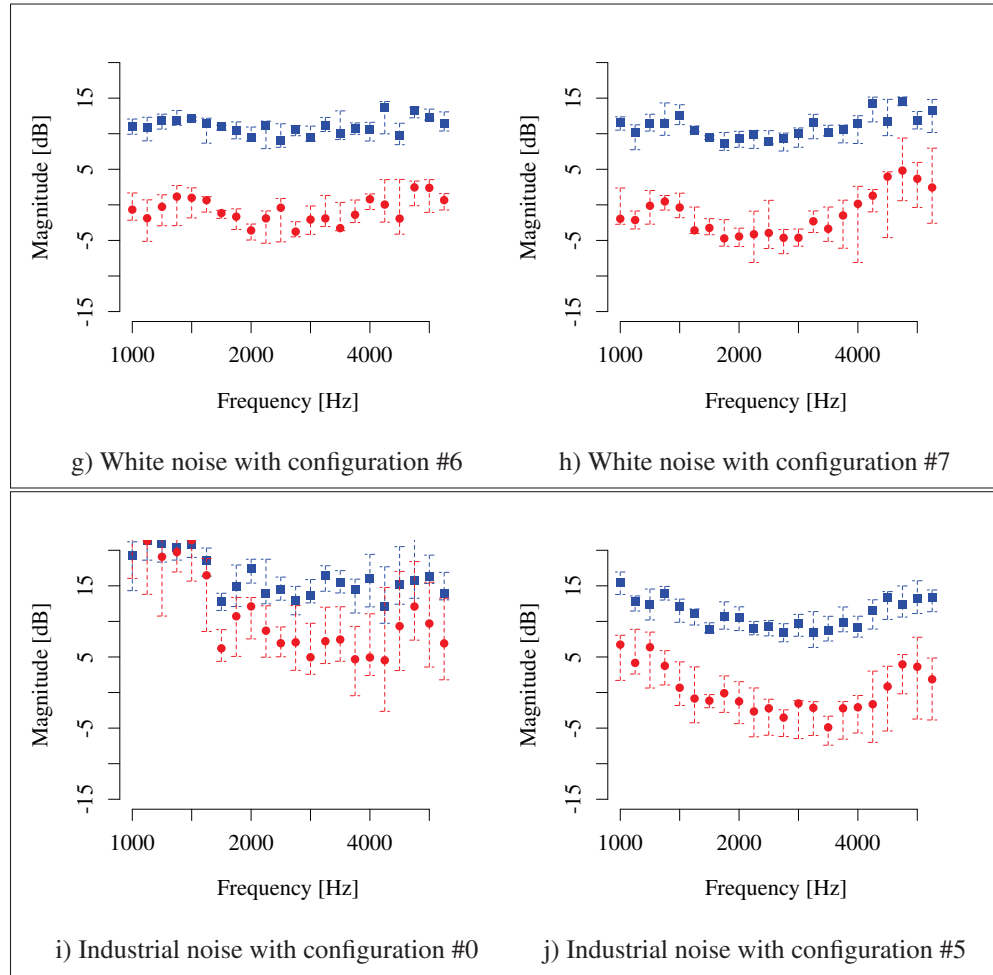 Magnitude [dB]
15
5
-5
-15
1000
2000
4000
Frequency [Hz]
g) White noise with configuration #6
Magnitude [dB]
15
5
-5
-15
1000
2000
4000
Frequency [Hz]
h) White noise with configuration #7
Magnitude [dB]
15
5
-5
-15
1000
2000
4000
Frequency [Hz]
i) Industrial noise with configuration #0
Magnitude [dB]
15
5
-5
-15
1000
2000
4000
Frequency [Hz]
j) Industrial noise with configuration #5